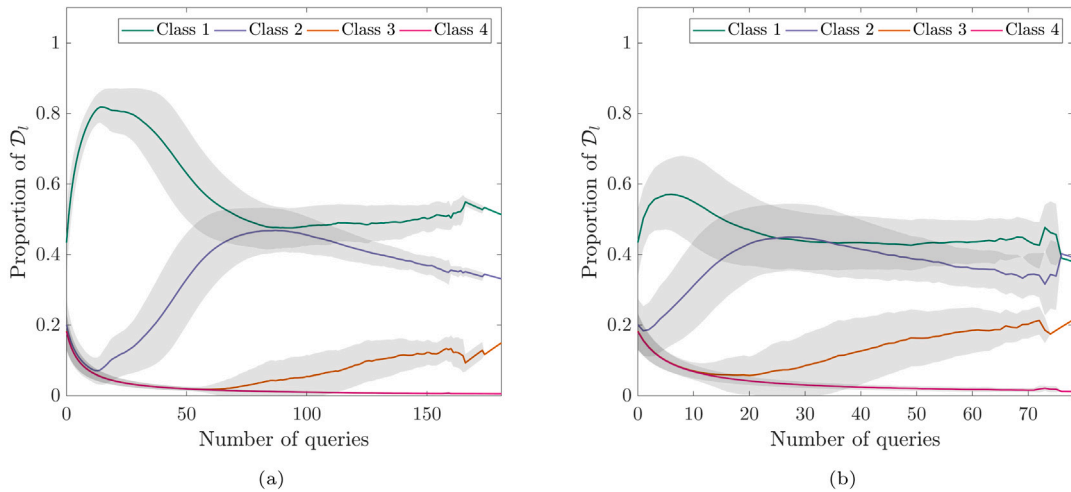 Class 1 Class 2 Class 3 Class 4
1
0.8
0.6
0.4
0.2
0
Proportion of 𝒟ₗ
0 50 100 150
Number of queries
(a)
Class 1 Class 2 Class 3 Class 4
1
0.8
0.6
0.4
0.2
0
Proportion of 𝒟ₗ
0 10 20 30 40 50 60 70
Number of queries
(b)